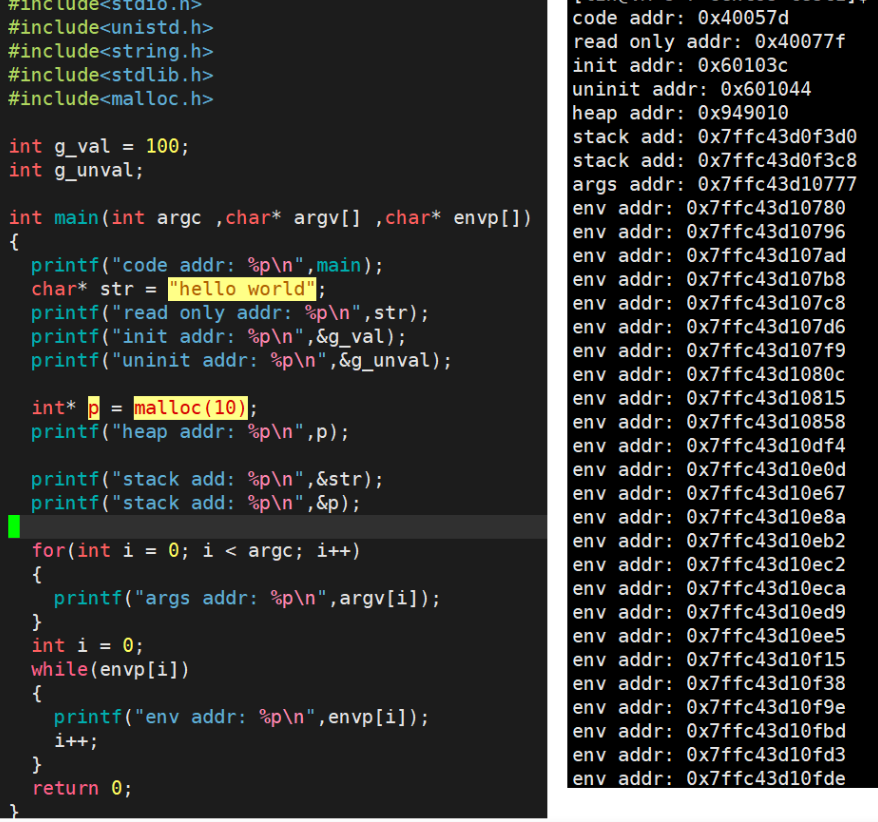 #include<stdio.h>
#include<unistd.h>
#include<string.h>
#include<stdlib.h>
#include<malloc.h>
int g_val = 100;
int g_unval;
int main(int argc ,char* argv[] ,char* envp[])
{
printf("code addr: %p\n",main);
char* str = "hello world";
printf("read only addr: %p\n",str);
printf("init addr: %p\n",&g_val);
printf("uninit addr: %p\n",&g_unval);
int* p = malloc(10);
printf("heap addr: %p\n",p);
printf("stack add: %p\n",&str);
printf("stack add: %p\n",&p);
for(int i = 0; i < argc; i++)
{
printf("args addr: %p\n",argv[i]);
}
int i = 0;
while(envp[i])
{
printf("env addr: %p\n",envp[i]);
i++;
}
return 0;
}
code addr: 0x40057d
read only addr: 0x40077f
init addr: 0x60103c
uninit addr: 0x601044
heap addr: 0x949010
stack add: 0x7ffc43d0f3d0
stack add: 0x7ffc43d0f3c8
args addr: 0x7ffc43d10777
env addr: 0x7ffc43d10780
env addr: 0x7ffc43d10796
env addr: 0x7ffc43d107ad
env addr: 0x7ffc43d107b8
env addr: 0x7ffc43d107c8
env addr: 0x7ffc43d107d6
env addr: 0x7ffc43d107f9
env addr: 0x7ffc43d1080c
env addr: 0x7ffc43d10815
env addr: 0x7ffc43d10858
env addr: 0x7ffc43d10df4
env addr: 0x7ffc43d10e0d
env addr: 0x7ffc43d10e67
env addr: 0x7ffc43d10e8a
env addr: 0x7ffc43d10eb2
env addr: 0x7ffc43d10ec2
env addr: 0x7ffc43d10eca
env addr: 0x7ffc43d10ed9
env addr: 0x7ffc43d10ee5
env addr: 0x7ffc43d10f15
env addr: 0x7ffc43d10f38
env addr: 0x7ffc43d10f9e
env addr: 0x7ffc43d10fbd
env addr: 0x7ffc43d10fd3
env addr: 0x7ffc43d10fde